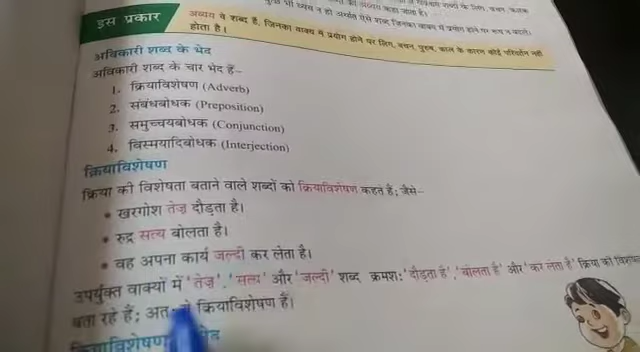 इस प्रकार
अव्यय वे शब्द हैं, जिनका वाक्य में प्रयोग होने पर लिंग, वचन, पुरुष, काल के कारण कोई परिवर्तन नहीं
होता है।
अविकारी शब्द के भेद
अविकारी शब्द के चार भेद हैं–
1. क्रियाविशेषण (Adverb)
2. संबंधबोधक (Preposition)
3. समुच्चयबोधक (Conjunction)
4. विस्मयादिबोधक (Interjection)
क्रियाविशेषण
क्रिया की विशेषता बताने वाले शब्दों को क्रियाविशेषण कहते हैं; जैसे–
• खरगोश तेज़ दौड़ता है।
• रुद्र सत्य बोलता है।
• वह अपना कार्य जल्दी कर लेता है।
उपर्युक्त वाक्यों में 'तेज़', 'सत्य' और 'जल्दी' शब्द क्रमशः 'दौड़ता है', 'बोलता है' और 'कर लेता है' क्रिया की
बता रहे हैं; क्रियाविशेषण हैं।
क्रियाविशेषण